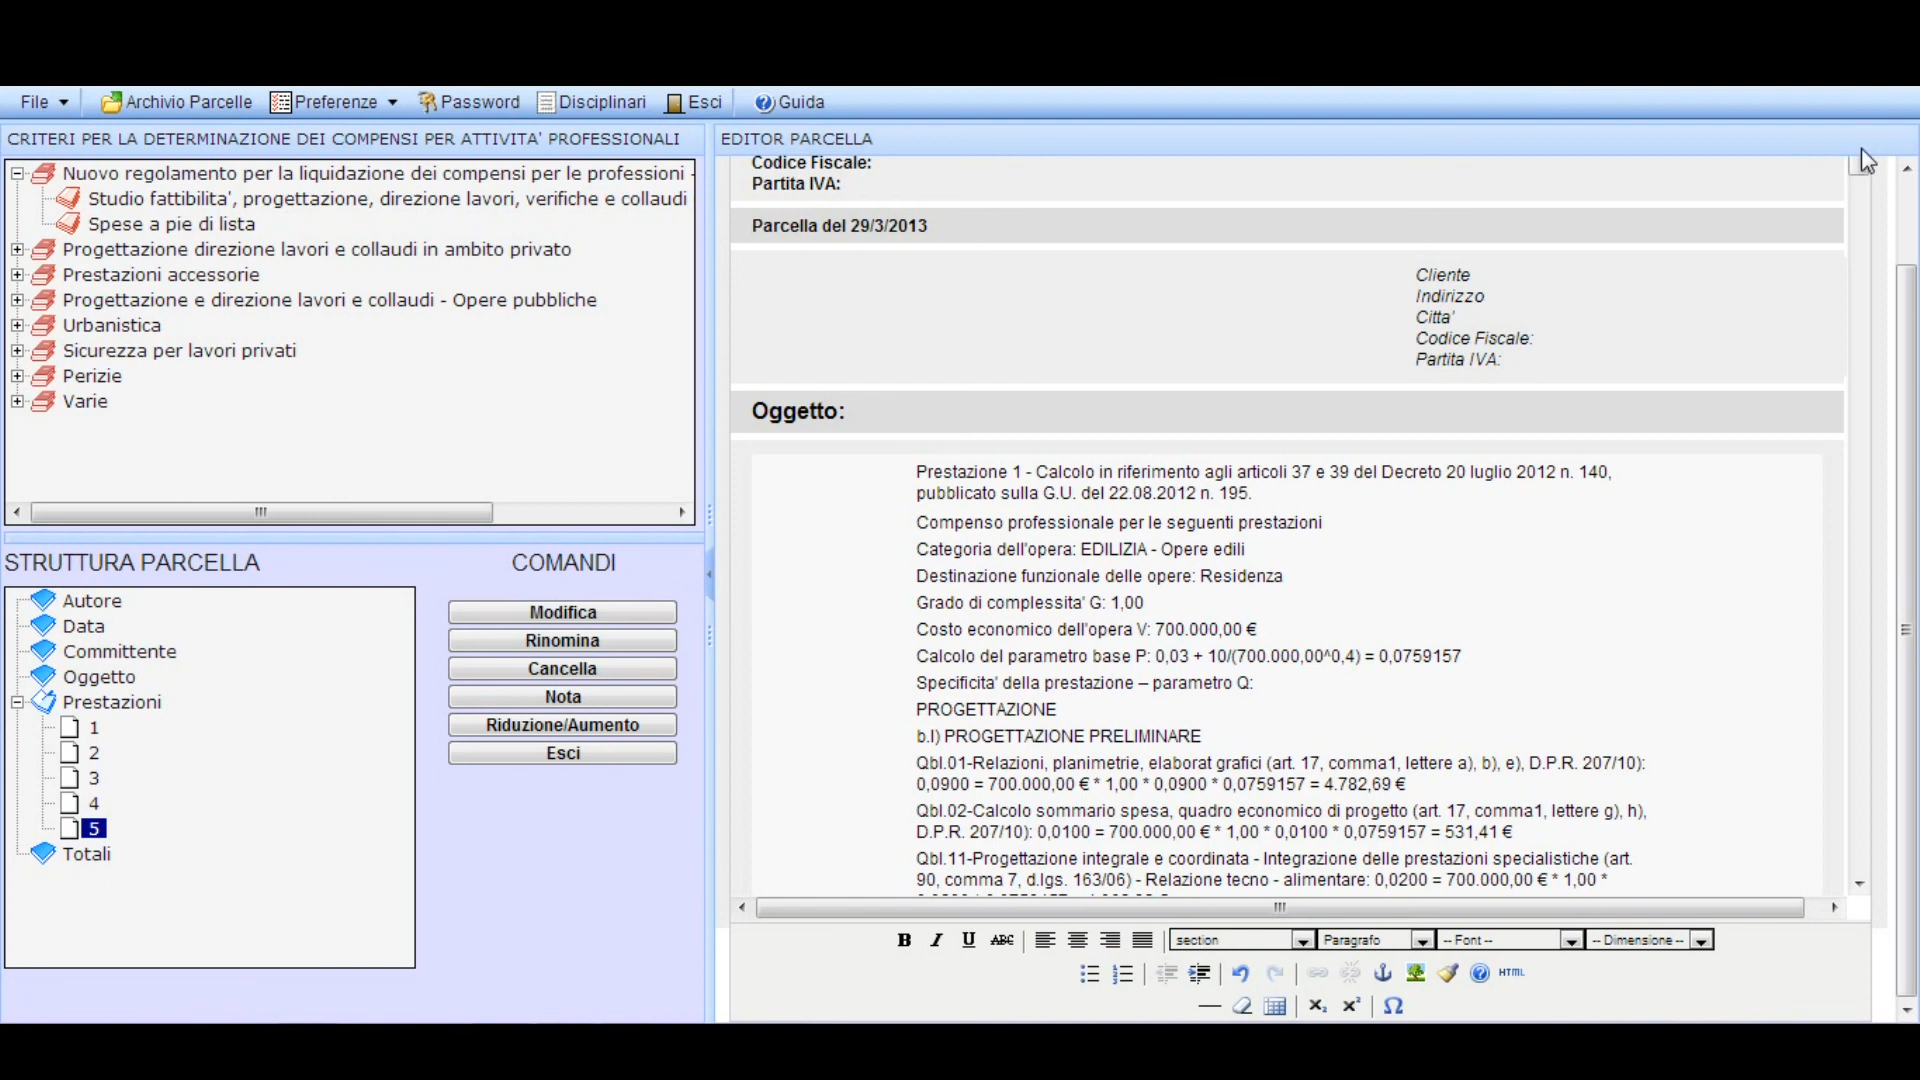 File Archivio Parcelle Preferenze Password Disciplinari Esci Guida
CRITERI PER LA DETERMINAZIONE DEI COMPENSI PER ATTIVITA' PROFESSIONALI
Nuovo regolamento per la liquidazione dei compensi per le professioni -
Studio fattibilita', progettazione, direzione lavori, verifiche e collaudi
Spese a pie di lista
Progettazione direzione lavori e collaudi in ambito privato
Prestazioni accessorie
Progettazione e direzione lavori e collaudi - Opere pubbliche
Urbanistica
Sicurezza per lavori privati
Perizie
Varie
STRUTTURA PARCELLA
Autore
Data
Committente
Oggetto
Prestazioni
1
2
3
4
5
Totali
COMANDI
Modifica
Rinomina
Cancella
Nota
Riduzione/Aumento
Esci
EDITOR PARCELLA
Codice Fiscale:
Partita IVA:
Parcella del 29/3/2013
Cliente
Indirizzo
Citta'
Codice Fiscale:
Partita IVA:
Oggetto:
Prestazione 1 - Calcolo in riferimento agli articoli 37 e 39 del Decreto 20 luglio 2012 n. 140,
pubblicato sulla G.U. del 22.08.2012 n. 195.
Compenso professionale per le seguenti prestazioni
Categoria dell'opera: EDILIZIA - Opere edili
Destinazione funzionale delle opere: Residenza
Grado di complessita' G: 1,00
Costo economico dell'opera V: 700.000,00 €
Calcolo del parametro base P: 0,03 + 10/(700.000,00^0,4) = 0,0759157
Specificita' della prestazione – parametro Q:
PROGETTAZIONE
b.I) PROGETTAZIONE PRELIMINARE
QbI.01-Relazioni, planimetrie, elaborat grafici (art. 17, comma1, lettere a), b), e), D.P.R. 207/10):
0,0900 = 700.000,00 € * 1,00 * 0,0900 * 0,0759157 = 4.782,69 €
QbI.02-Calcolo sommario spesa, quadro economico di progetto (art. 17, comma1, lettere g), h),
D.P.R. 207/10): 0,0100 = 700.000,00 € * 1,00 * 0,0100 * 0,0759157 = 531,41 €
QbI.11-Progettazione integrale e coordinata - Integrazione delle prestazioni specialistiche (art.
90, comma 7, d.lgs. 163/06) - Relazione tecno - alimentare: 0,0200 = 700.000,00 € * 1,00 *
B I U ABC section Paragrafo -- Font -- -- Dimensione --
HTML